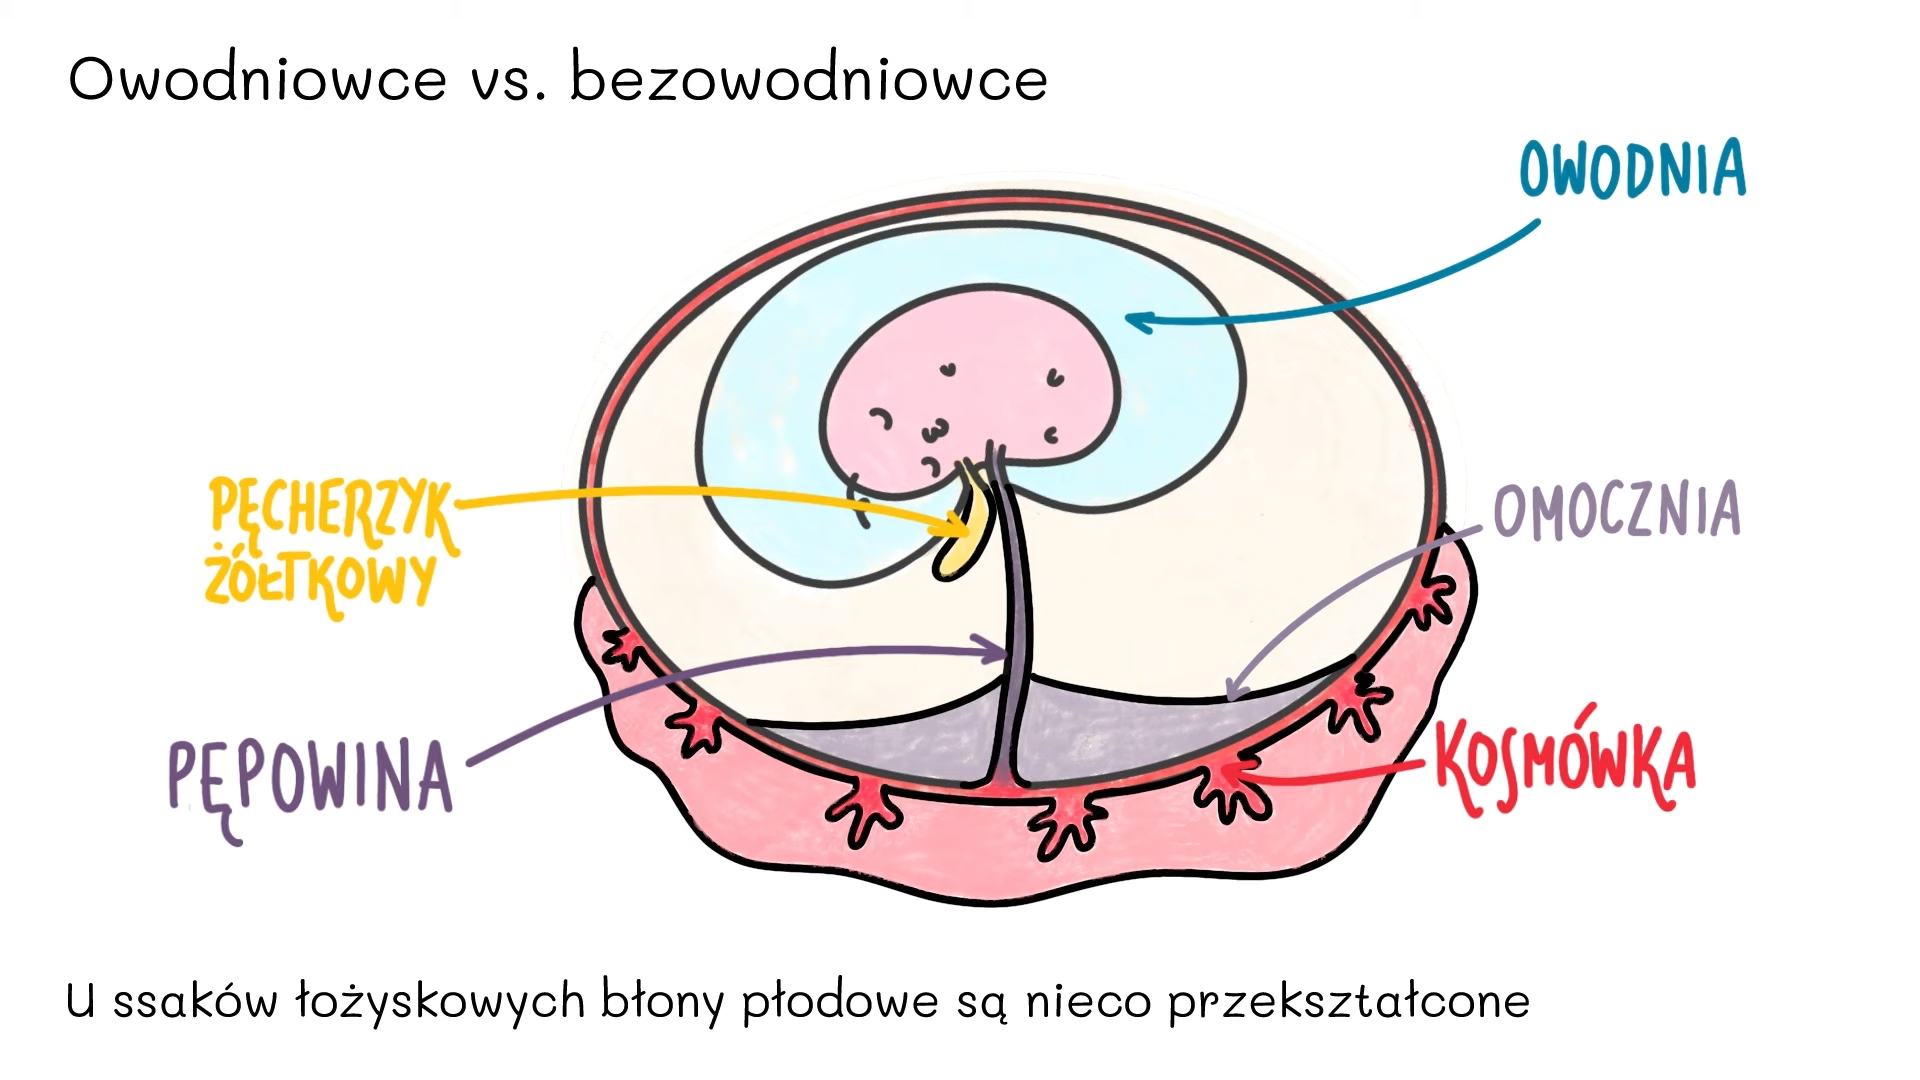 Owodniowce vs. bezowodniowce
OWODNIA
PĘCHERZYK
ŻÓŁTKOWY
OMOCZNIA
PĘPOWINA
KOSMÓWKA
U ssaków łożyskowych błony płodowe są nieco przekształcone